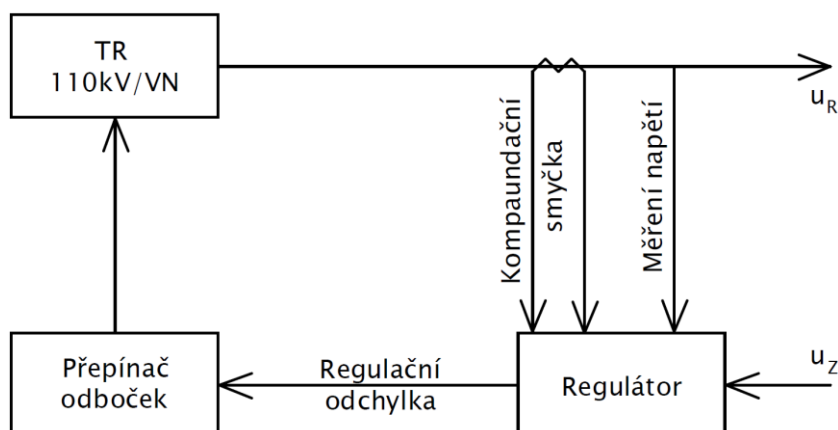 TR
110kV/VN
u_R
Kompaundační
smyčka
Měření napětí
Přepínač
odboček
Regulační
odchylka
Regulátor
u_Z